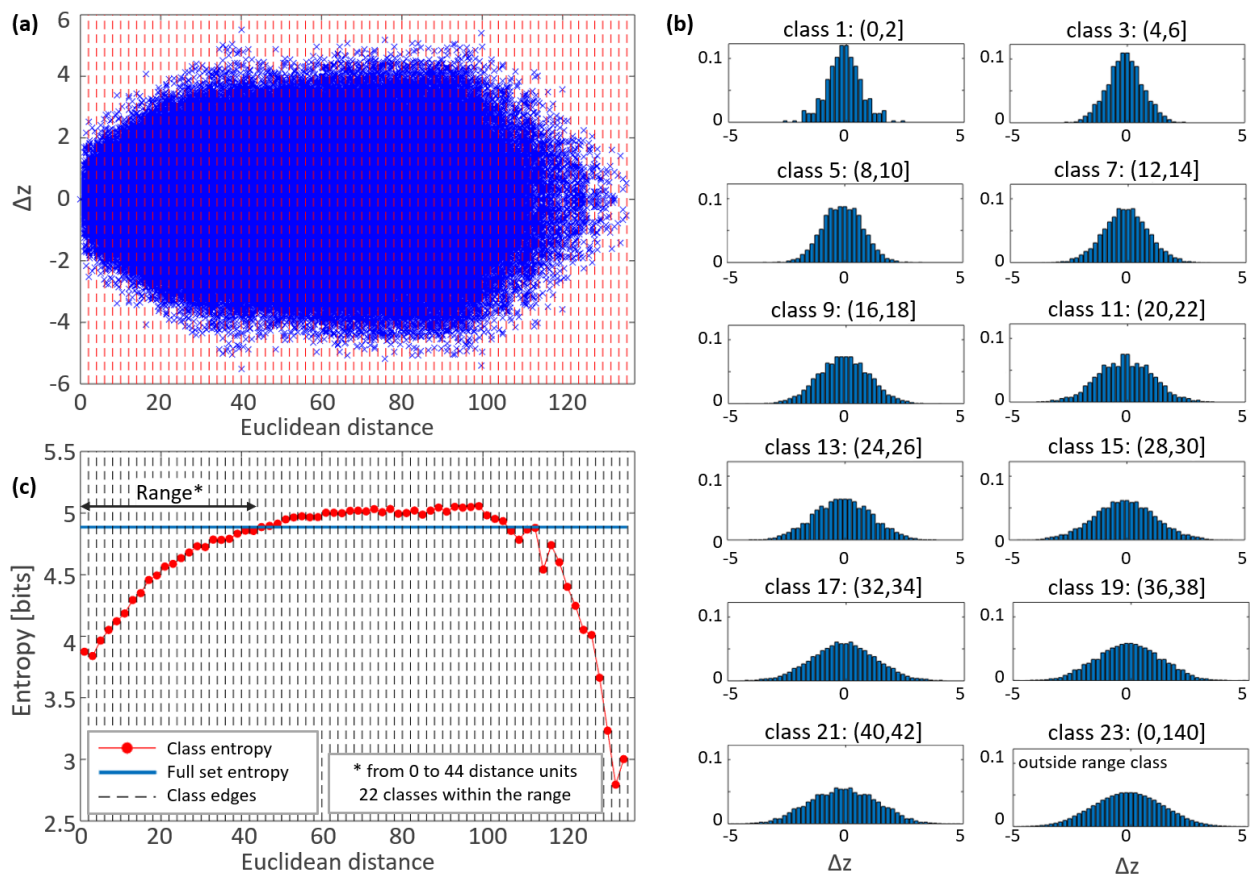 (a)
6
4
2
0
-2
-4
-6
Δz
0 20 40 60 80 100 120
Euclidean distance
(b)
class 1: (0,2]
0.1
0
-5 0 5
class 3: (4,6]
0.1
0
-5 0 5
class 5: (8,10]
0.1
0
-5 0 5
class 7: (12,14]
0.1
0
-5 0 5
class 9: (16,18]
0.1
0
-5 0 5
class 11: (20,22]
0.1
0
-5 0 5
class 13: (24,26]
0.1
0
-5 0 5
class 15: (28,30]
0.1
0
-5 0 5
class 17: (32,34]
0.1
0
-5 0 5
class 19: (36,38]
0.1
0
-5 0 5
class 21: (40,42]
0.1
0
-5 0 5
Δz
class 23: (0,140]
outside range class
0.1
0
-5 0 5
Δz
(c)
5.5
5
4.5
4
3.5
3
2.5
Entropy [bits]
Range*
Class entropy
Full set entropy
Class edges
* from 0 to 44 distance units
22 classes within the range
0 20 40 60 80 100 120
Euclidean distance